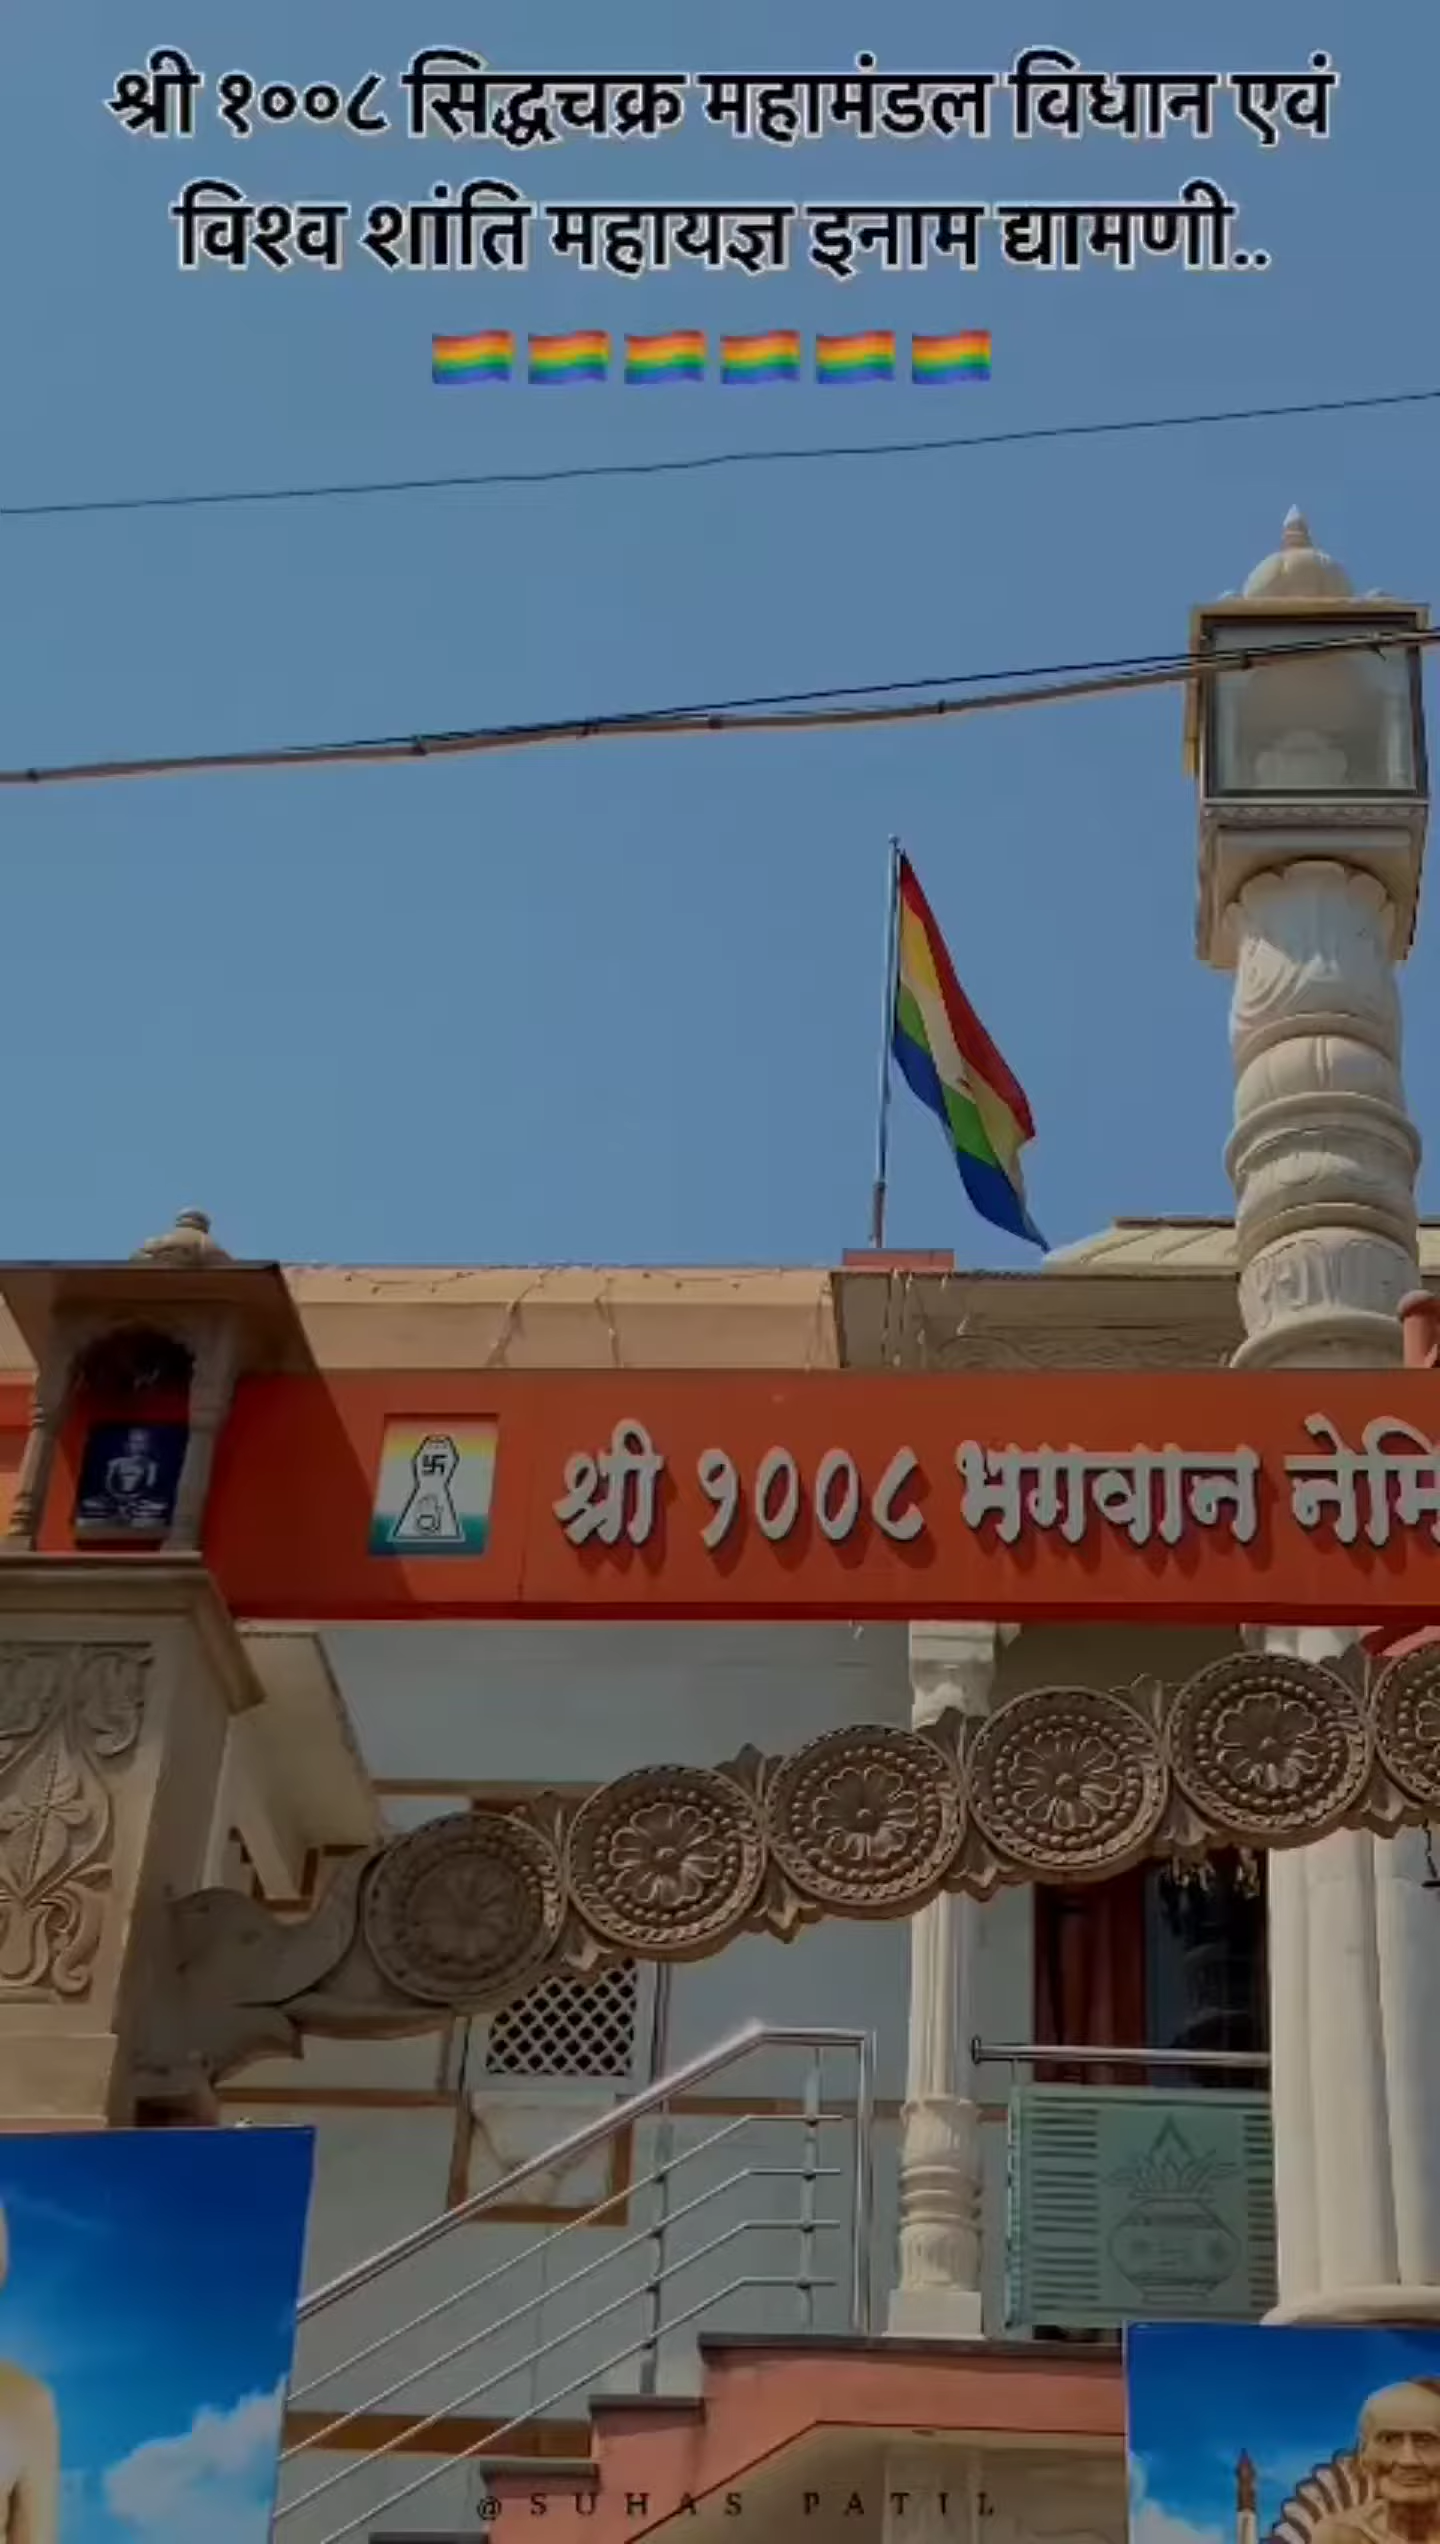 श्री १००८ सिद्धचक्र महामंडल विधान एवं
विश्व शांति महायज्ञ इनाम द्यामणी..
🏳️‍🌈🏳️‍🌈🏳️‍🌈🏳️‍🌈🏳️‍🌈🏳️‍🌈
श्री १००८ भगवान नेमि
@SUHAS PATIL